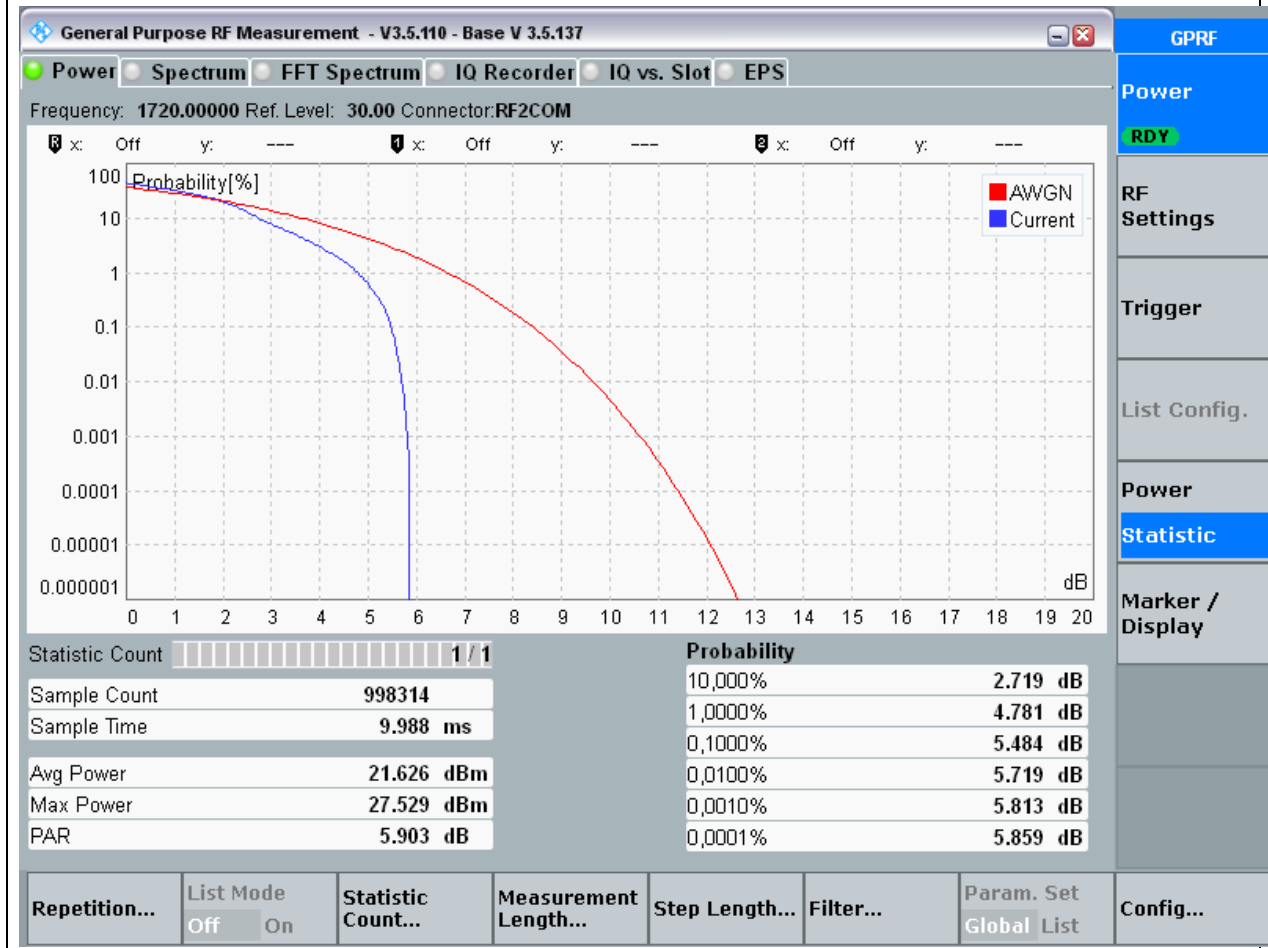 General Purpose RF Measurement - V3.5.110 - Base V 3.5.137
GPRF
Power Spectrum FFT Spectrum IQ Recorder IQ vs. Slot EPS
Power
RDY
Frequency: 1720.00000 Ref. Level: 30.00 Connector:RF2COM
R x: Off y: --- 1 x: Off y: --- 2 x: Off y: ---
Probability[%]
AWGN
Current
100
10
1
0.1
0.01
0.001
0.0001
0.00001
0.000001
dB
0 1 2 3 4 5 6 7 8 9 10 11 12 13 14 15 16 17 18 19 20
RF
Settings
Trigger
List Config.
Power
Statistic
Marker /
Display
Statistic Count 1 / 1
Sample Count 998314
Sample Time 9.988 ms
Avg Power 21.626 dBm
Max Power 27.529 dBm
PAR 5.903 dB
Probability
10,000% 2.719 dB
1,0000% 4.781 dB
0,1000% 5.484 dB
0,0100% 5.719 dB
0,0010% 5.813 dB
0,0001% 5.859 dB
Repetition...
List Mode
Off On
Statistic
Count...
Measurement
Length...
Step Length...
Filter...
Param. Set
Global List
Config...